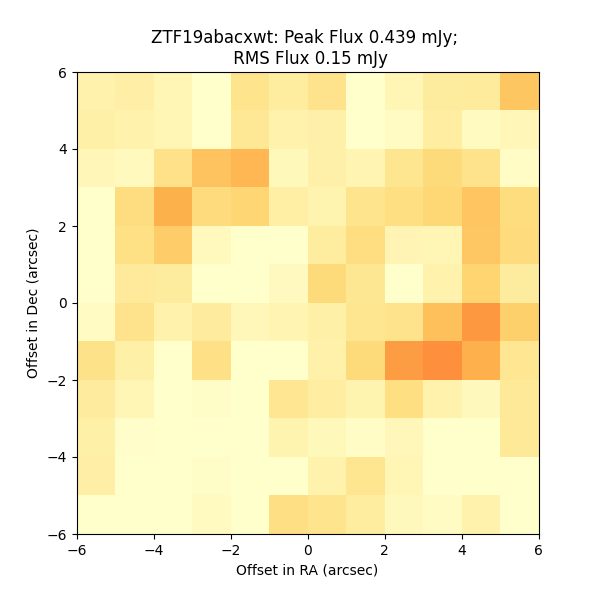 ZTF19abacxwt: Peak Flux 0.439 mJy;
RMS Flux 0.15 mJy
6
4
2
0
−2
−4
−6
Offset in Dec (arcsec)
−6 −4 −2 0 2 4 6
Offset in RA (arcsec)